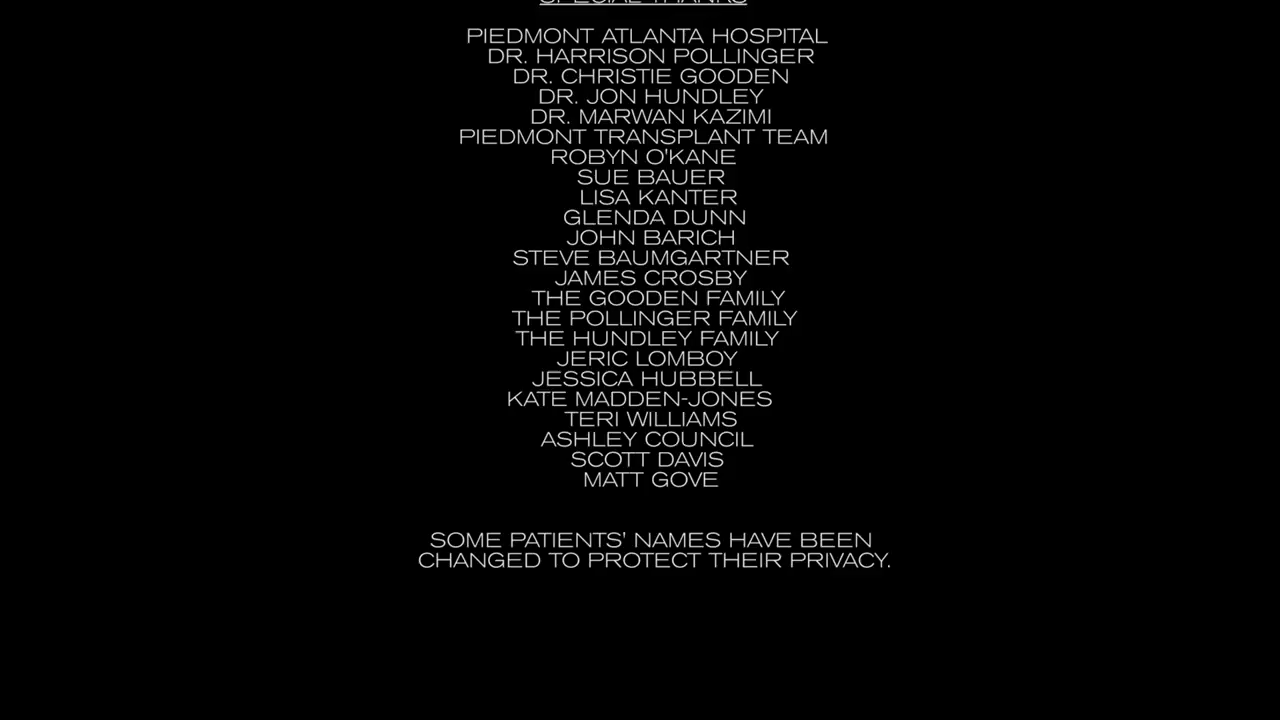 SPECIAL THANKS
PIEDMONT ATLANTA HOSPITAL
DR. HARRISON POLLINGER
DR. CHRISTIE GOODEN
DR. JON HUNDLEY
DR. MARWAN KAZIMI
PIEDMONT TRANSPLANT TEAM
ROBYN O'KANE
SUE BAUER
LISA KANTER
GLENDA DUNN
JOHN BARICH
STEVE BAUMGARTNER
JAMES CROSBY
THE GOODEN FAMILY
THE POLLINGER FAMILY
THE HUNDLEY FAMILY
JERIC LOMBOY
JESSICA HUBBELL
KATE MADDEN-JONES
TERI WILLIAMS
ASHLEY COUNCIL
SCOTT DAVIS
MATT GOVE
SOME PATIENTS' NAMES HAVE BEEN
CHANGED TO PROTECT THEIR PRIVACY.